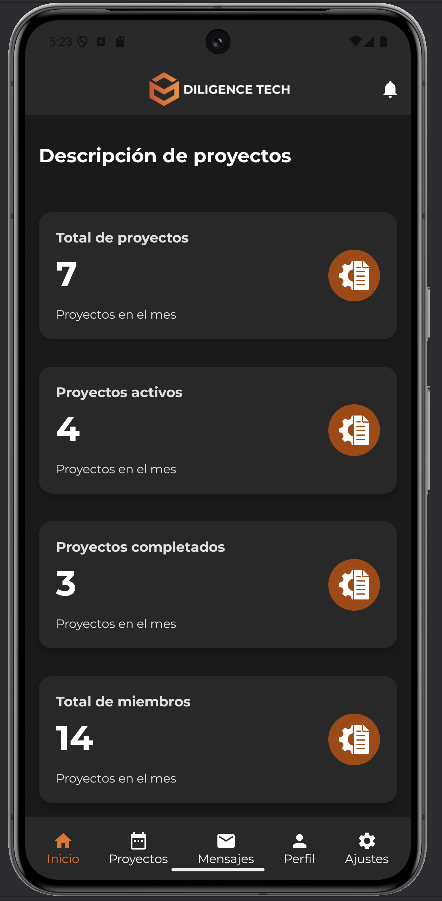 5:23
DILIGENCE TECH
Descripción de proyectos
Total de proyectos
7
Proyectos en el mes
Proyectos activos
4
Proyectos en el mes
Proyectos completados
3
Proyectos en el mes
Total de miembros
14
Proyectos en el mes
Inicio Proyectos Mensajes Perfil Ajustes